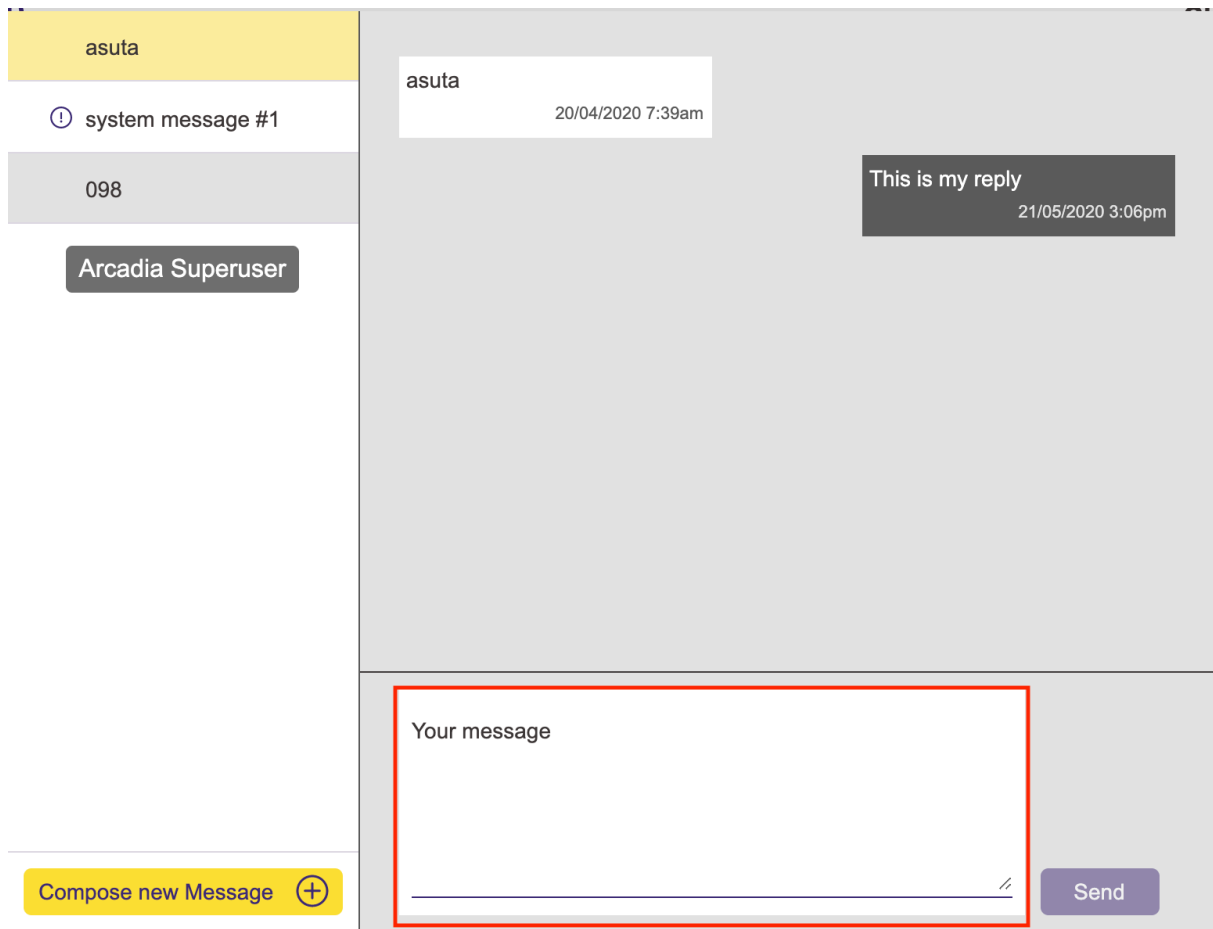 asuta
system message #1
098
Arcadia Superuser
Compose new Message
asuta
20/04/2020 7:39am
This is my reply
21/05/2020 3:06pm
Your message
Send